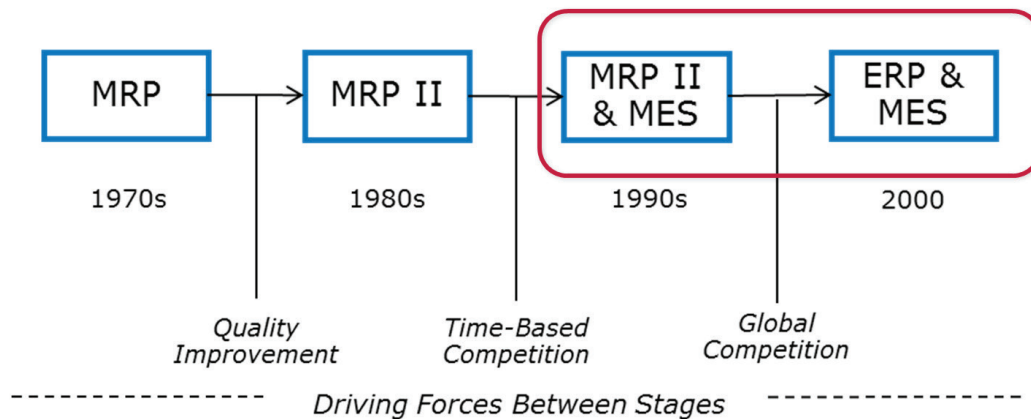 MRP
MRP II
MRP II
& MES
ERP &
MES
1970s
1980s
1990s
2000
Quality
Improvement
Time-Based
Competition
Global
Competition
Driving Forces Between Stages